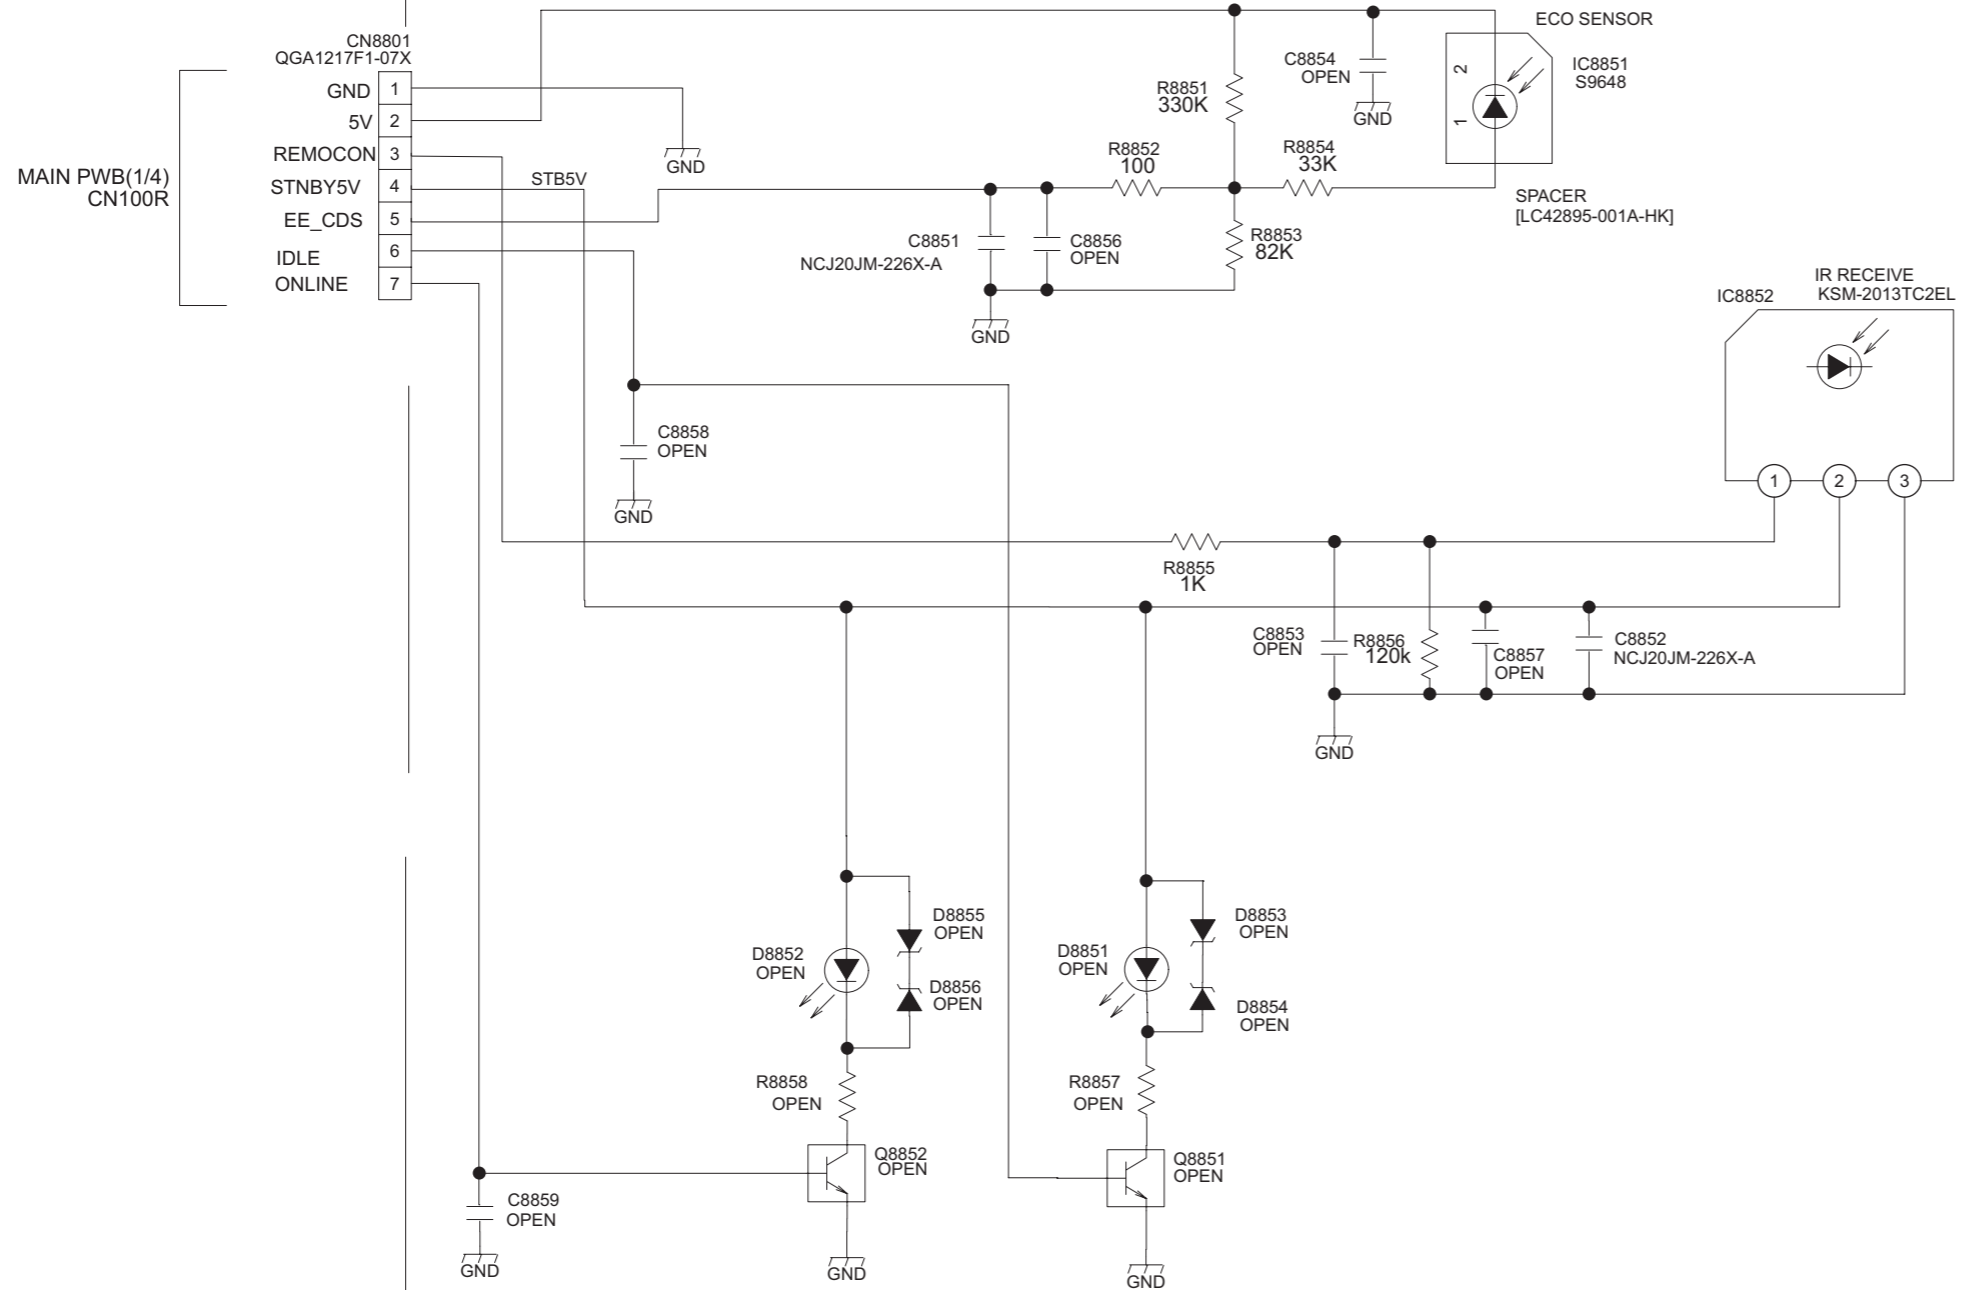 ECO SENSOR
CN8801
QGA1217F1-07X
C8854
OPEN
IC8851
S9648
2
1
GND 1
5V 2
REMOCON 3
STNBY5V 4
EE_CDS 5
IDLE 6
ONLINE 7
MAIN PWB(1/4)
CN100R
STB5V
GND
R8851
330K
GND
R8852
100
R8854
33K
SPACER
[LC42895-001A-HK]
C8851
NCJ20JM-226X-A
C8856
OPEN
R8853
82K
GND
IR RECEIVE
KSM-2013TC2EL
IC8852
1 2 3
C8858
OPEN
GND
R8855
1K
C8853
OPEN
R8856
120k
C8857
OPEN
C8852
NCJ20JM-226X-A
GND
D8855
OPEN
D8852
OPEN
D8856
OPEN
D8853
OPEN
D8851
OPEN
D8854
OPEN
R8858
OPEN
R8857
OPEN
Q8852
OPEN
Q8851
OPEN
C8859
OPEN
GND
GND
GND